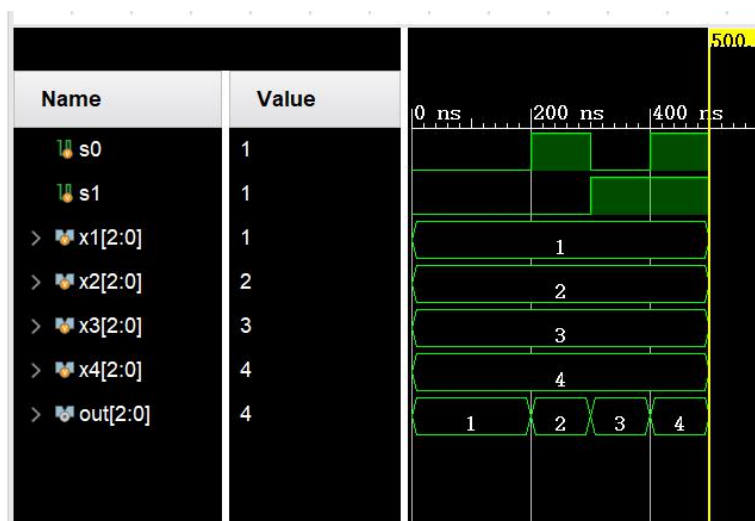 500.
Name Value
0 ns 200 ns 400 ns
s0 1
s1 1
x1[2:0] 1 1
x2[2:0] 2 2
x3[2:0] 3 3
x4[2:0] 4 4
out[2:0] 4 1 2 3 4